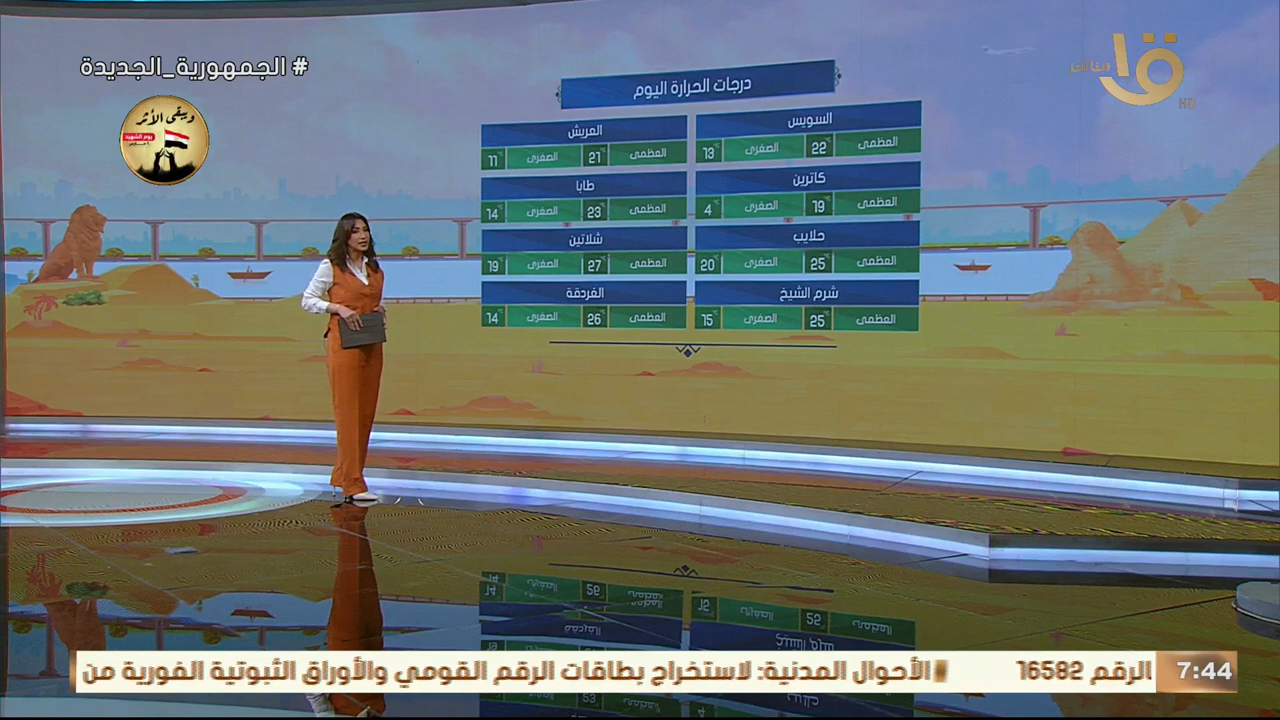 #الجمهورية_الجديدة
ويبقى الأثر
يوم الشهيد
قناة
HD
درجات الحرارة اليوم
السويس
العظمى 22° الصغرى 13°
العريش
العظمى 21° الصغرى 11°
كاترين
العظمى 19° الصغرى 4°
طابا
العظمى 23° الصغرى 14°
حلايب
العظمى 25° الصغرى 20°
شلاتين
العظمى 27° الصغرى 19°
شرم الشيخ
العظمى 25° الصغرى 15°
الغردقة
العظمى 26° الصغرى 14°
7:44 الرقم 16582 الأحوال المدنية: لاستخراج بطاقات الرقم القومي والأوراق الثبوتية الفورية من